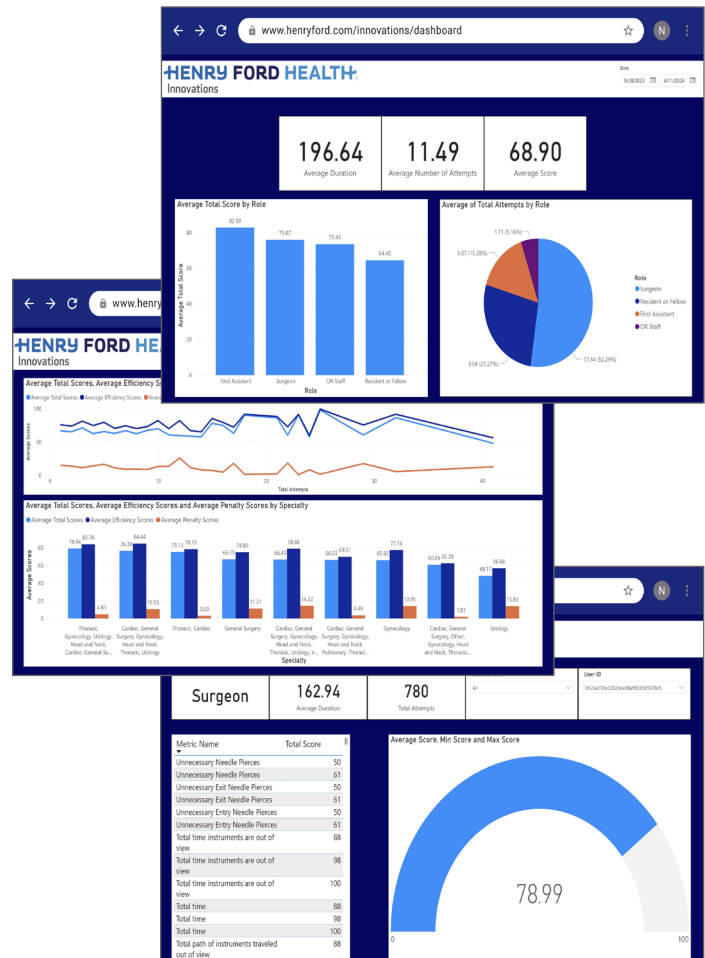 www.henryford.com/innovations/dashboard
N
HENRY FORD HEALTH
Innovations
Date
9/28/2023
4/11/2024
196.64
Average Duration
11.49
Average Number of Attempts
68.90
Average Score
Average Total Score by Role
Average Total Score
80
60
40
20
0
82.69
75.87
73.41
64.40
First Assistant
Surgeon
OR Staff
Resident or Fellow
Role
Average of Total Attempts by Role
1.71 (5.16%)
5.07 (15.28%)
9.04 (27.27%)
17.34 (52.29%)
Role
Surgeon
Resident or Fellow
First Assistant
OR Staff
www.henry
HENRY FORD HE
Innovations
Average Total Scores, Average Efficiency S
Average Total Scores
Average Efficiency Scores
Avera
Average Scores
100
50
0
0
10
20
30
40
Total Attempts
Average Total Scores, Average Efficiency Scores and Average Penalty Scores by Specialty
Average Total Scores
Average Efficiency Scores
Average Penalty Scores
Average Scores
80
60
40
20
0
78.94
83.76
4.81
84.44
10.55
75.13
78.13
3.00
74.80
11.21
66.40
78.66
14.22
66.03
69.51
3.49
65.82
77.16
13.95
60.65
62.28
1.83
48.17
56.66
13.83
Thoracic,
Gynecology, Urology,
Head and Neck,
Cardiac, General Su...
Cardiac, General
Surgery, Gynecology,
Head and Neck,
Thoracic, Urology
Thoracic, Cardiac
General Surgery
Cardiac, General
Surgery, Gynecology,
Head and Neck,
Thoracic, Urology, V...
Cardiac, General
Surgery, Gynecology,
Head and Neck,
Pulmonary, Thoraci...
Gynecology
Cardiac, General
Surgery, Other,
Gynecology, Head
and Neck, Thoracic,...
Urology
Specialty
N
Surgeon
162.94
Average Duration
780
Total Attempts
All
User ID
Metric Name
Total Score
Unnecessary Needle Pierces 50
Unnecessary Needle Pierces 61
Unnecessary Exit Needle Pierces 50
Unnecessary Exit Needle Pierces 61
Unnecessary Entry Needle Pierces 50
Unnecessary Entry Needle Pierces 61
Total time instruments are out of 88
view
Total time instruments are out of 98
view
Total time instruments are out of 100
view
Total time 88
Total time 98
Total time 100
Total path of instruments traveled 88
out of view
Average Score, Min Score and Max Score
78.99
0
100